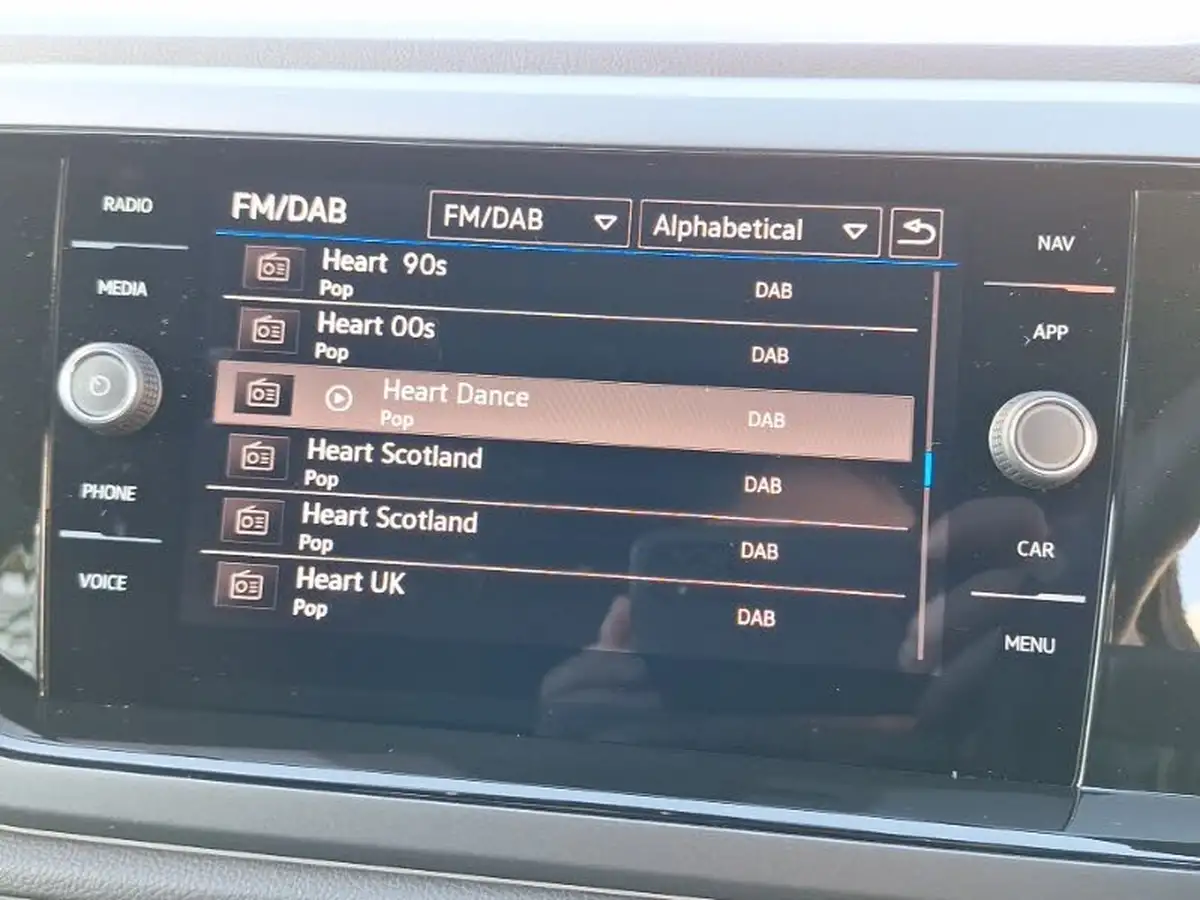 RADIO
MEDIA
PHONE
VOICE
FM/DAB
FM/DAB
Alphabetical
Heart 90s
Pop
DAB
Heart 00s
Pop
DAB
Heart Dance
Pop
DAB
Heart Scotland
Pop
DAB
Heart Scotland
Pop
DAB
Heart UK
Pop
DAB
NAV
APP
CAR
MENU